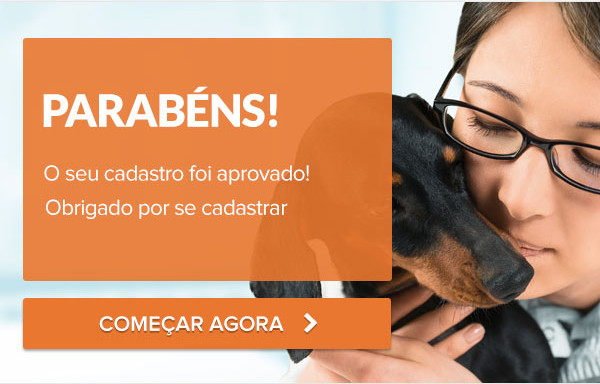 PARABÉNS!
O seu cadastro foi aprovado!
Obrigado por se cadastrar
COMEÇAR AGORA